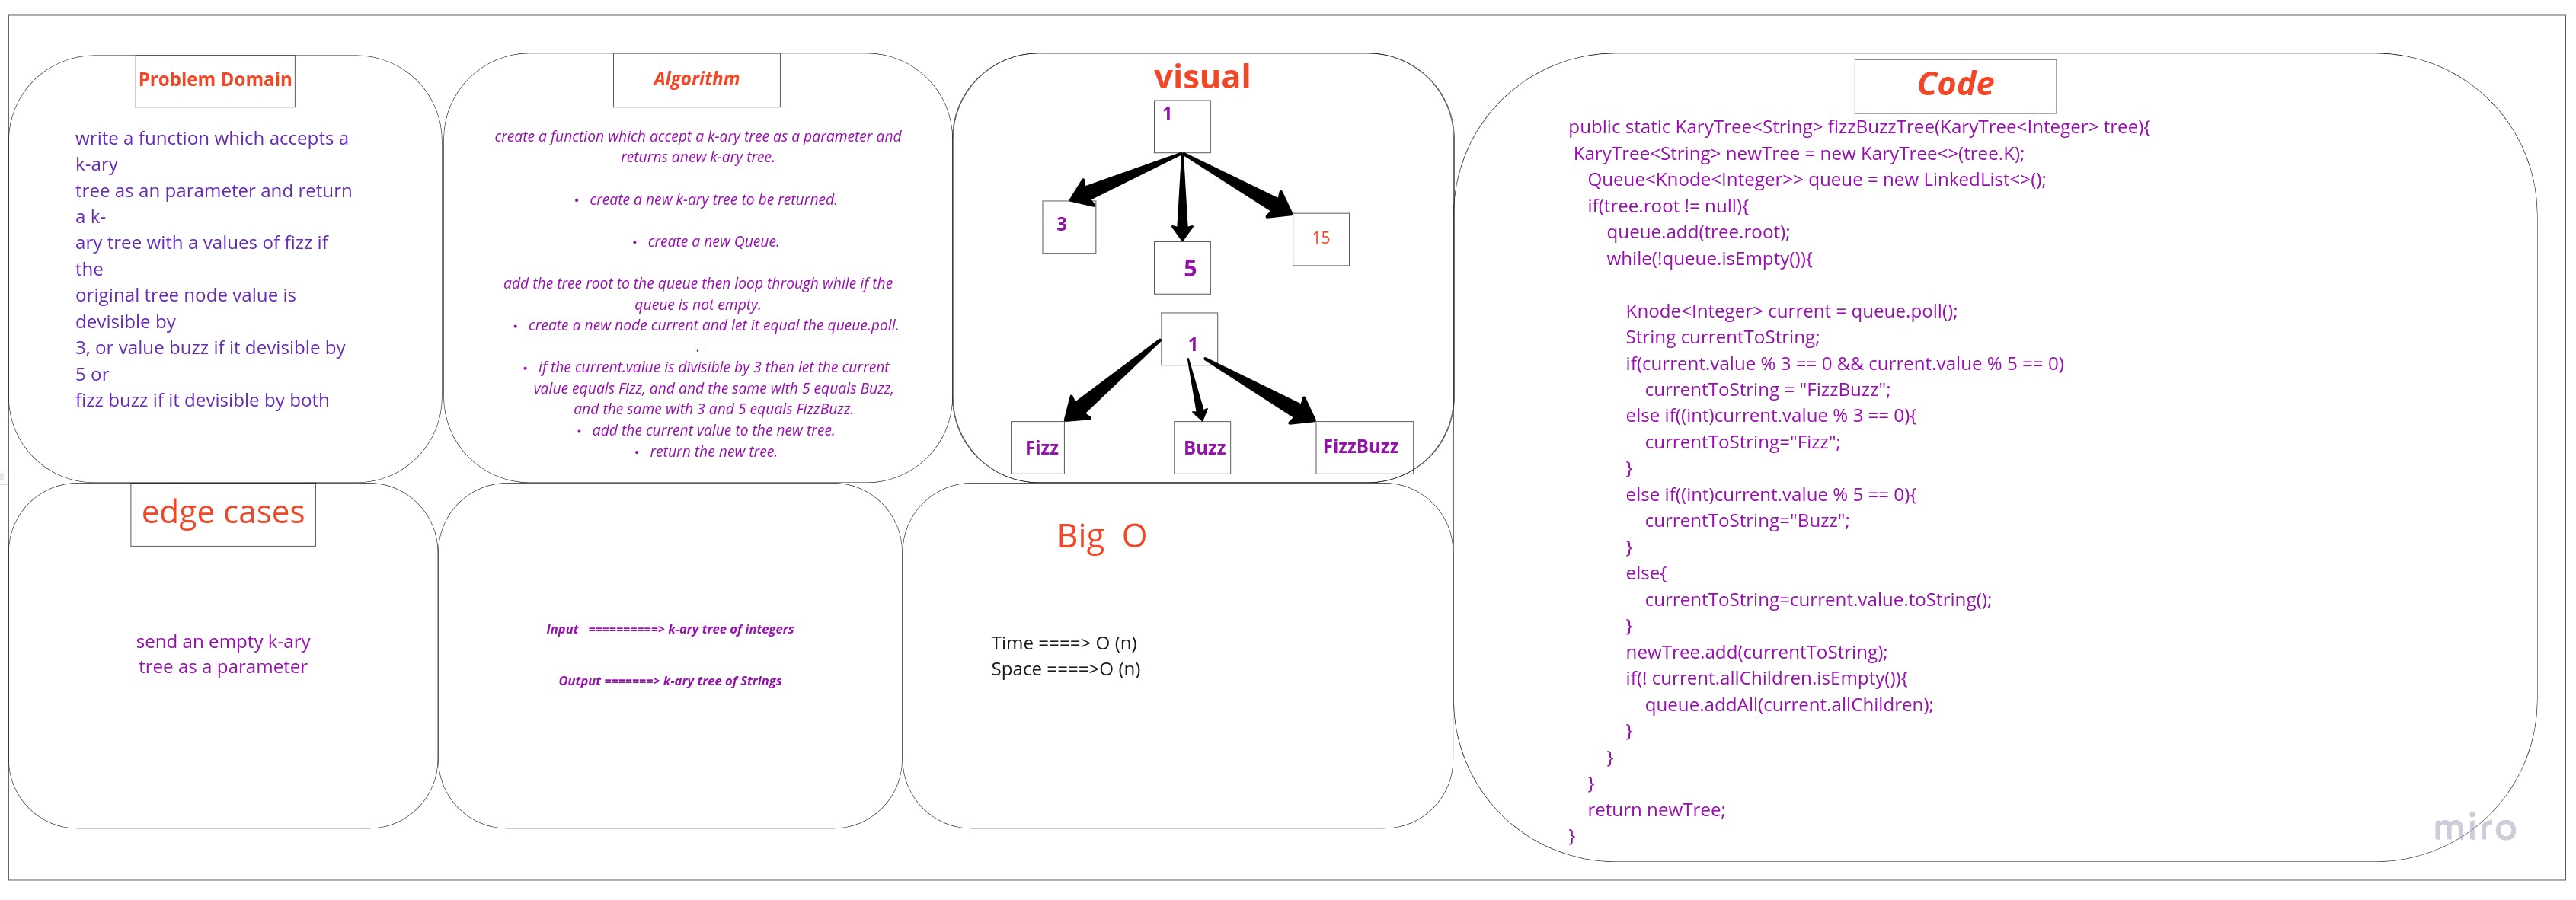 Problem Domain
write a function which accepts a
k-ary
tree as an parameter and return
a k-
ary tree with a values of fizz if
the
original tree node value is
devisible by
3, or value buzz if it devisible by
5 or
fizz buzz if it devisible by both
Algorithm
create a function which accept a k-ary tree as a parameter and
returns anew k-ary tree.
• create a new k-ary tree to be returned.
• create a new Queue.
add the tree root to the queue then loop through while if the
queue is not empty.
• create a new node current and let it equal the queue.poll.
.
• if the current.value is divisible by 3 then let the current
value equals Fizz, and and the same with 5 equals Buzz,
and the same with 3 and 5 equals FizzBuzz.
• add the current value to the new tree.
• return the new tree.
visual
1
3
5
15
1
Fizz
Buzz
FizzBuzz
Code
public static KaryTree<String> fizzBuzzTree(KaryTree<Integer> tree){
KaryTree<String> newTree = new KaryTree<>(tree.K);
Queue<Knode<Integer>> queue = new LinkedList<>();
if(tree.root != null){
queue.add(tree.root);
while(!queue.isEmpty()){
Knode<Integer> current = queue.poll();
String currentToString;
if(current.value % 3 == 0 && current.value % 5 == 0)
currentToString = "FizzBuzz";
else if((int)current.value % 3 == 0){
currentToString="Fizz";
}
else if((int)current.value % 5 == 0){
currentToString="Buzz";
}
else{
currentToString=current.value.toString();
}
newTree.add(currentToString);
if(! current.allChildren.isEmpty()){
queue.addAll(current.allChildren);
}
}
}
return newTree;
}
edge cases
send an empty k-ary
tree as a parameter
Input ==========> k-ary tree of integers
Output =======> k-ary tree of Strings
Big O
Time ====> O (n)
Space ====>O (n)
miro